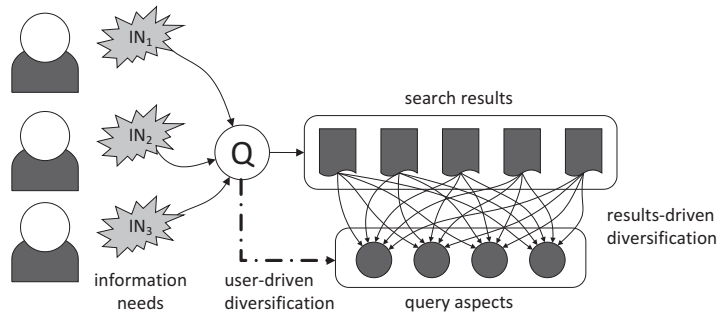 IN₁
IN₂
IN₃
information
needs
Q
user-driven
diversification
search results
query aspects
results-driven
diversification